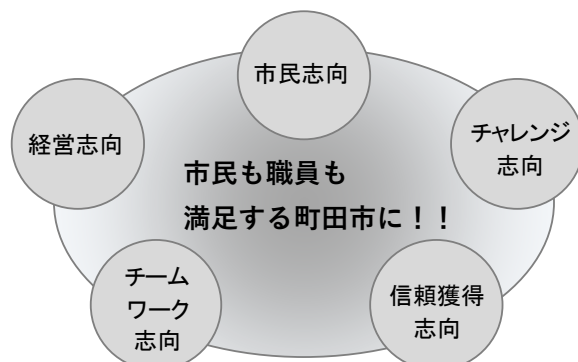 市民志向
経営志向
チャレンジ
志向
市民も職員も
満足する町田市に！！
チーム
ワーク
志向
信頼獲得
志向